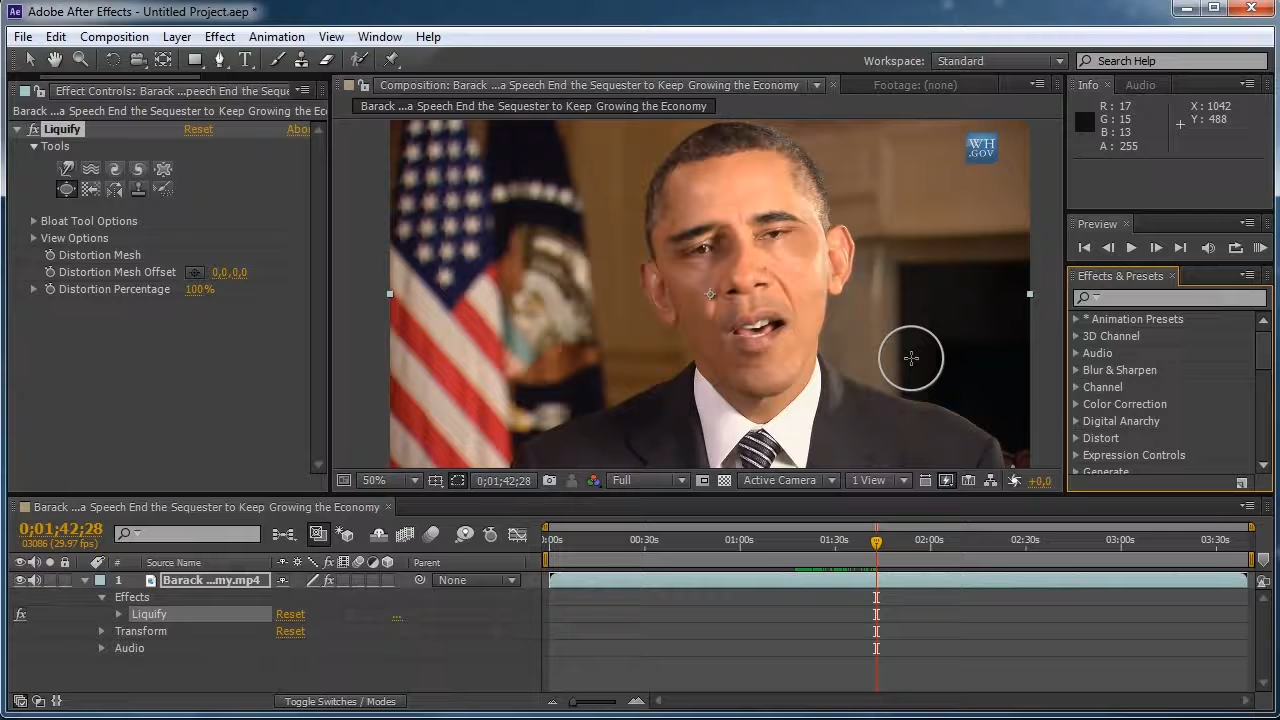 Ae Adobe After Effects - Untitled Project.aep *
File Edit Composition Layer Effect Animation View Window Help
Workspace: Standard Search Help
Effect Controls: Barack ...peech End the Seque
Composition: Barack ...a Speech End the Sequester to Keep Growing the Economy
Footage: (none)
Info Audio
Barack ...a Speech End the Sequester to Keep Growing the Ec
Barack ...a Speech End the Sequester to Keep Growing the Economy
R: 17 X: 1042
G: 15 Y: 488
B: 13
A: 255
fx Liquify Reset Abo
Tools
WH
.GOV
Bloat Tool Options
View Options
Distortion Mesh
Distortion Mesh Offset 0,0,0,0
Distortion Percentage 100%
Preview
Effects & Presets
* Animation Presets
3D Channel
Audio
Blur & Sharpen
Channel
Color Correction
Digital Anarchy
Distort
Expression Controls
Generate
50% 0;01;42;28 Full Active Camera 1 View +0,0
Barack ...a Speech End the Sequester to Keep Growing the Economy
0;01;42;28
03086 (29.97 fps)
0:00s 00:30s 01:00s 01:30s 02:00s 02:30s 03:00s 03:30s
# Source Name fx Parent
1 Barack ...my.mp4 fx None
Effects
fx Liquify Reset ...
Transform Reset
Audio
Toggle Switches / Modes